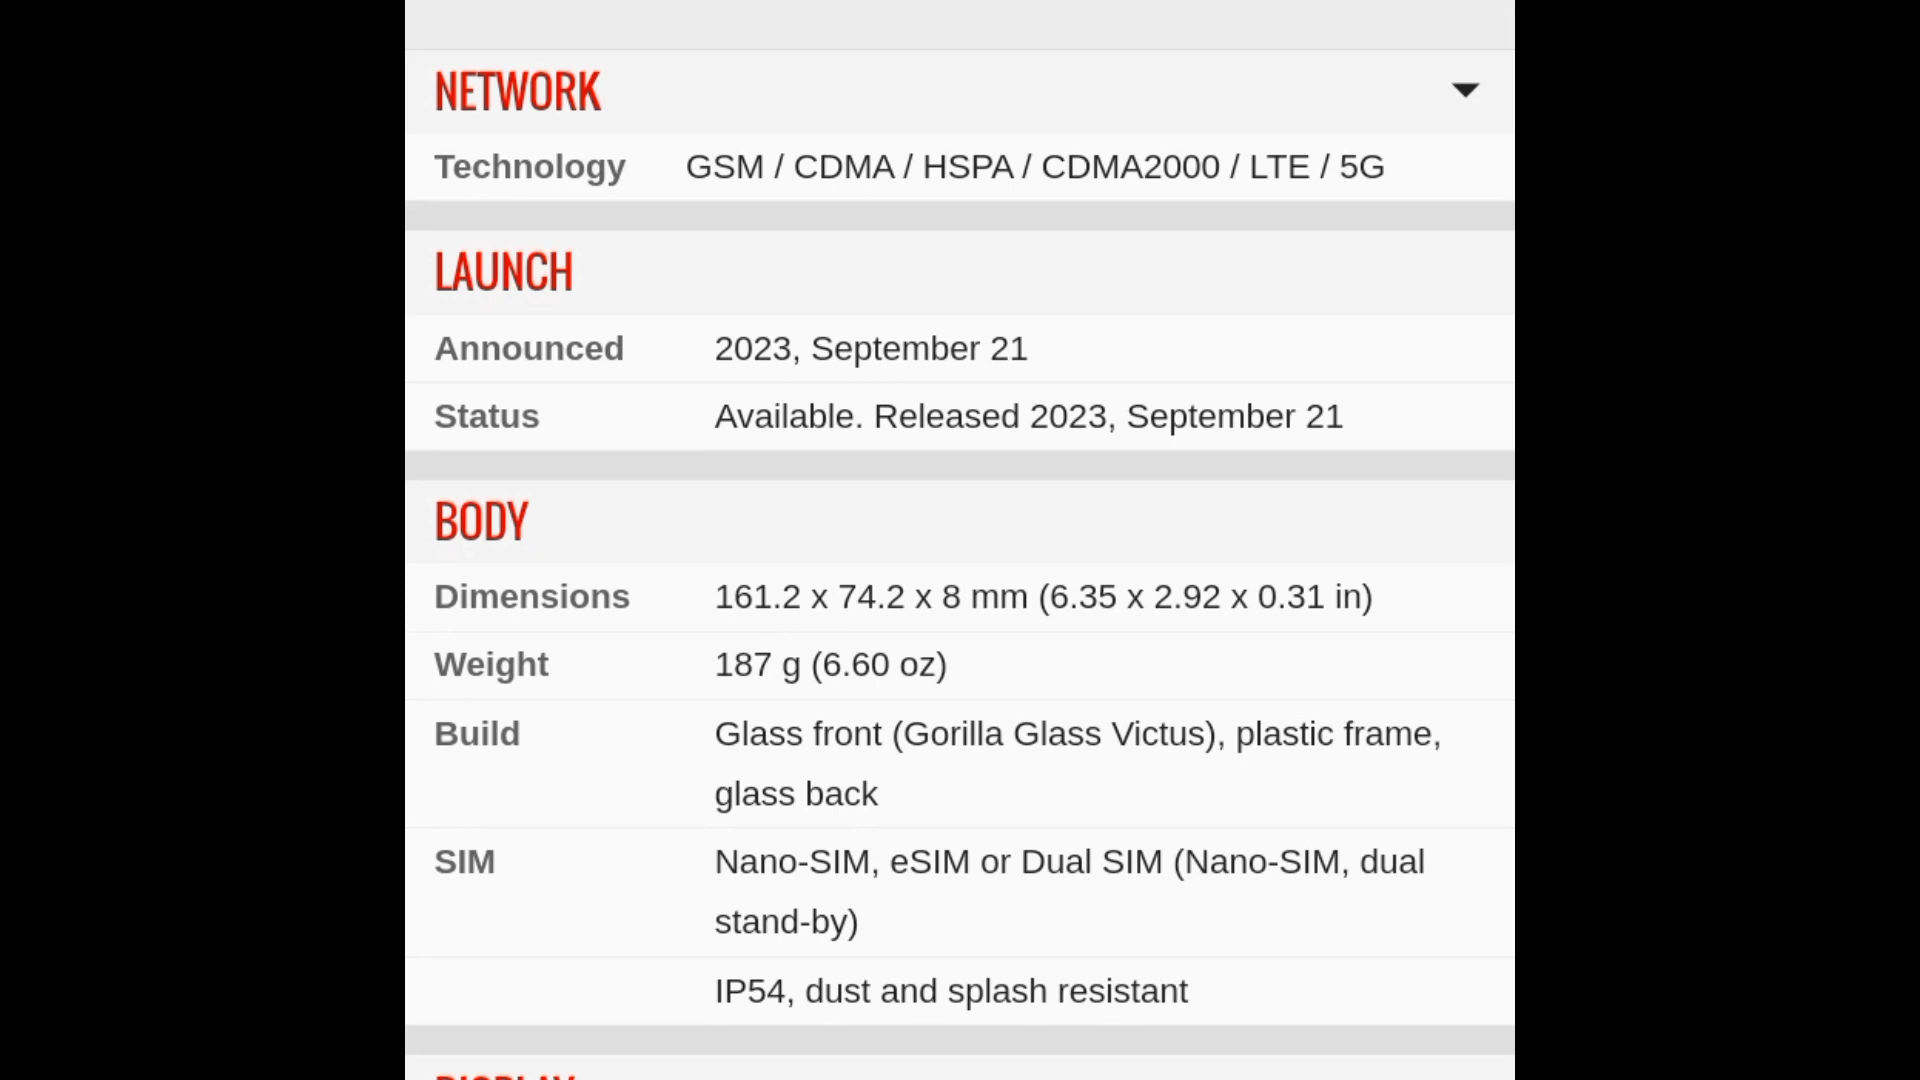 NETWORK
Technology GSM / CDMA / HSPA / CDMA2000 / LTE / 5G
LAUNCH
Announced 2023, September 21
Status Available. Released 2023, September 21
BODY
Dimensions 161.2 x 74.2 x 8 mm (6.35 x 2.92 x 0.31 in)
Weight 187 g (6.60 oz)
Build Glass front (Gorilla Glass Victus), plastic frame,
glass back
SIM Nano-SIM, eSIM or Dual SIM (Nano-SIM, dual
stand-by)
IP54, dust and splash resistant